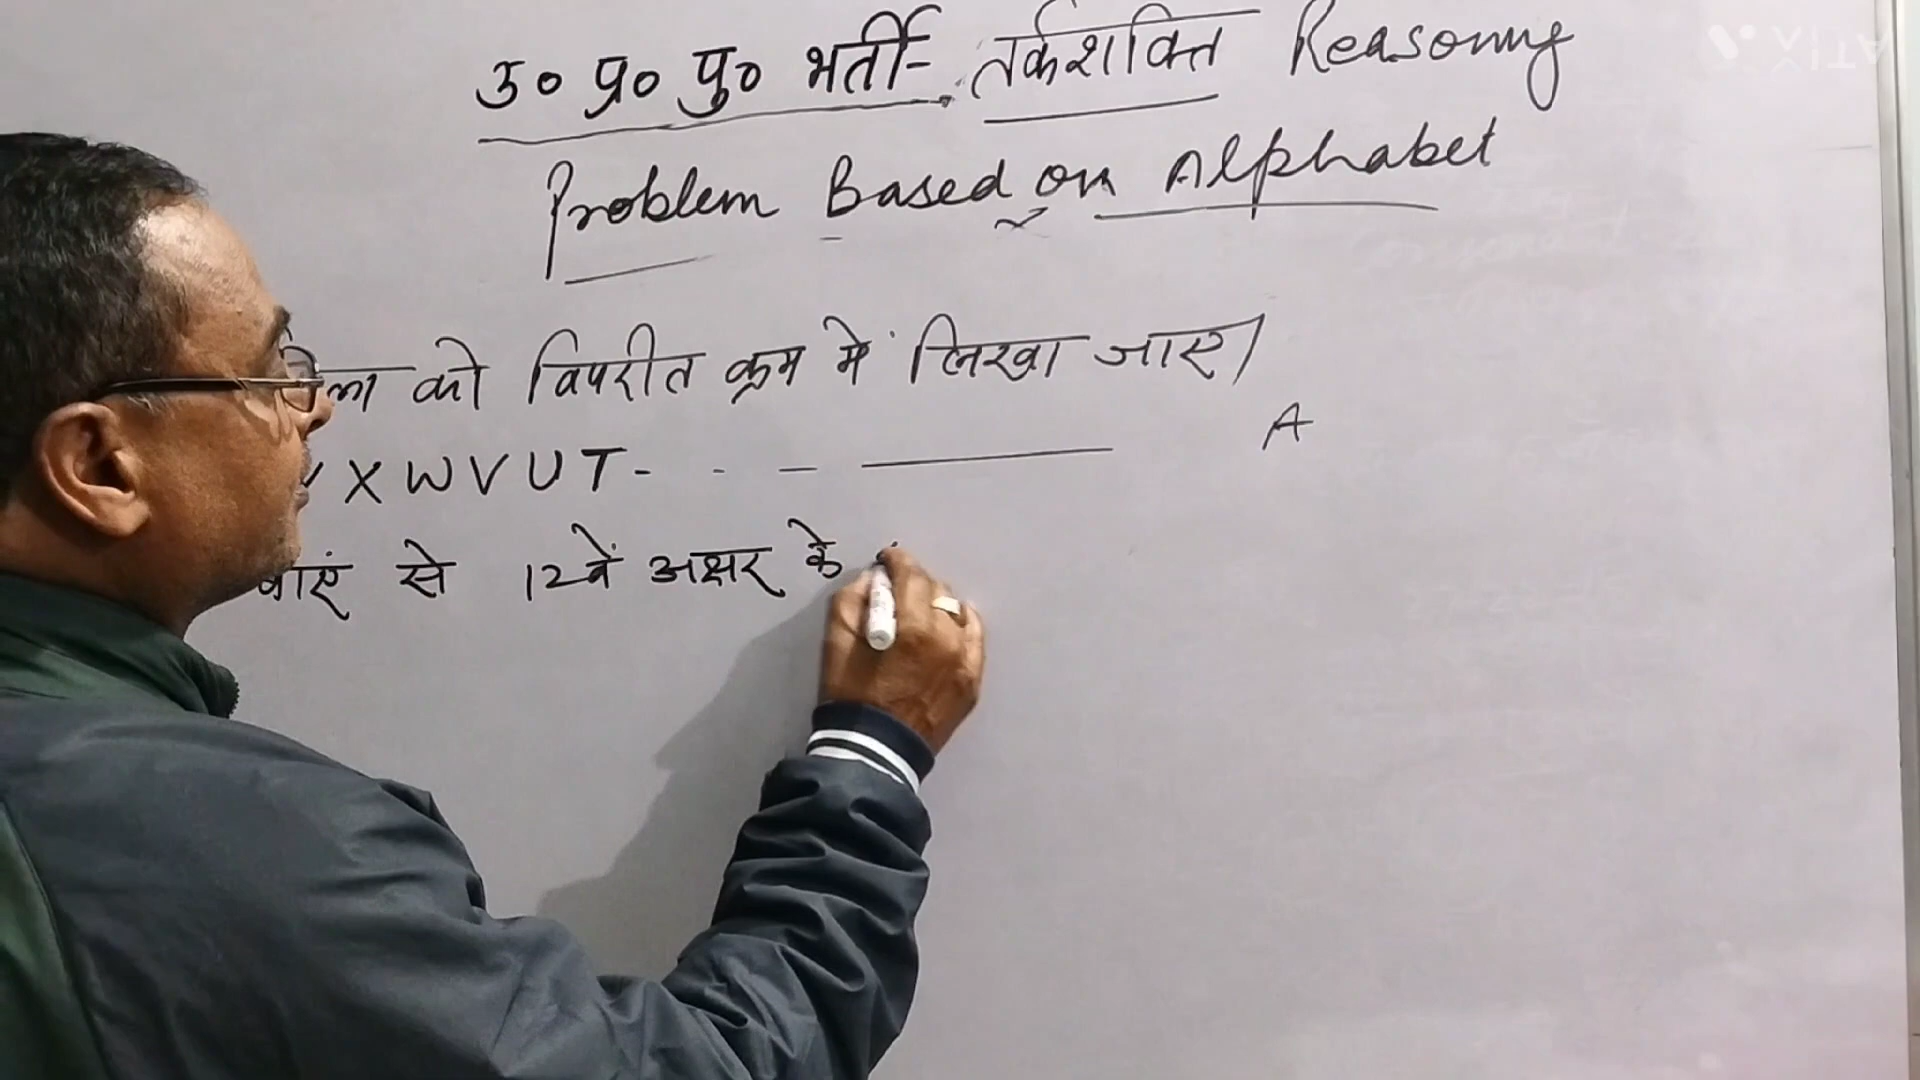 उ० प्र० पु० भर्ती - तर्कशक्ति Reasoning
Problem Based on Alphabet
को विपरीत क्रम में लिखा जाए।
X W V U T - - - — A
बाएं से 12वें अक्षर के